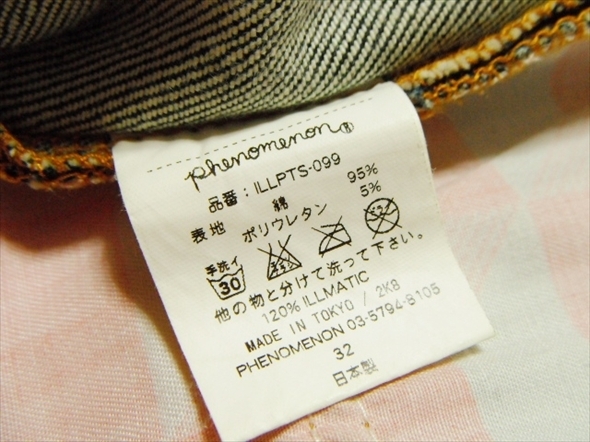 phenomenon®
品番：ILLPTS-099
表地 綿 95%
ポリウレタン 5%
手洗イ
30
他の物と分けて洗って下さい。
120% ILLMATIC
MADE IN TOKYO / 2K8
PHENOMENON 03-5794-8105
32
日本製